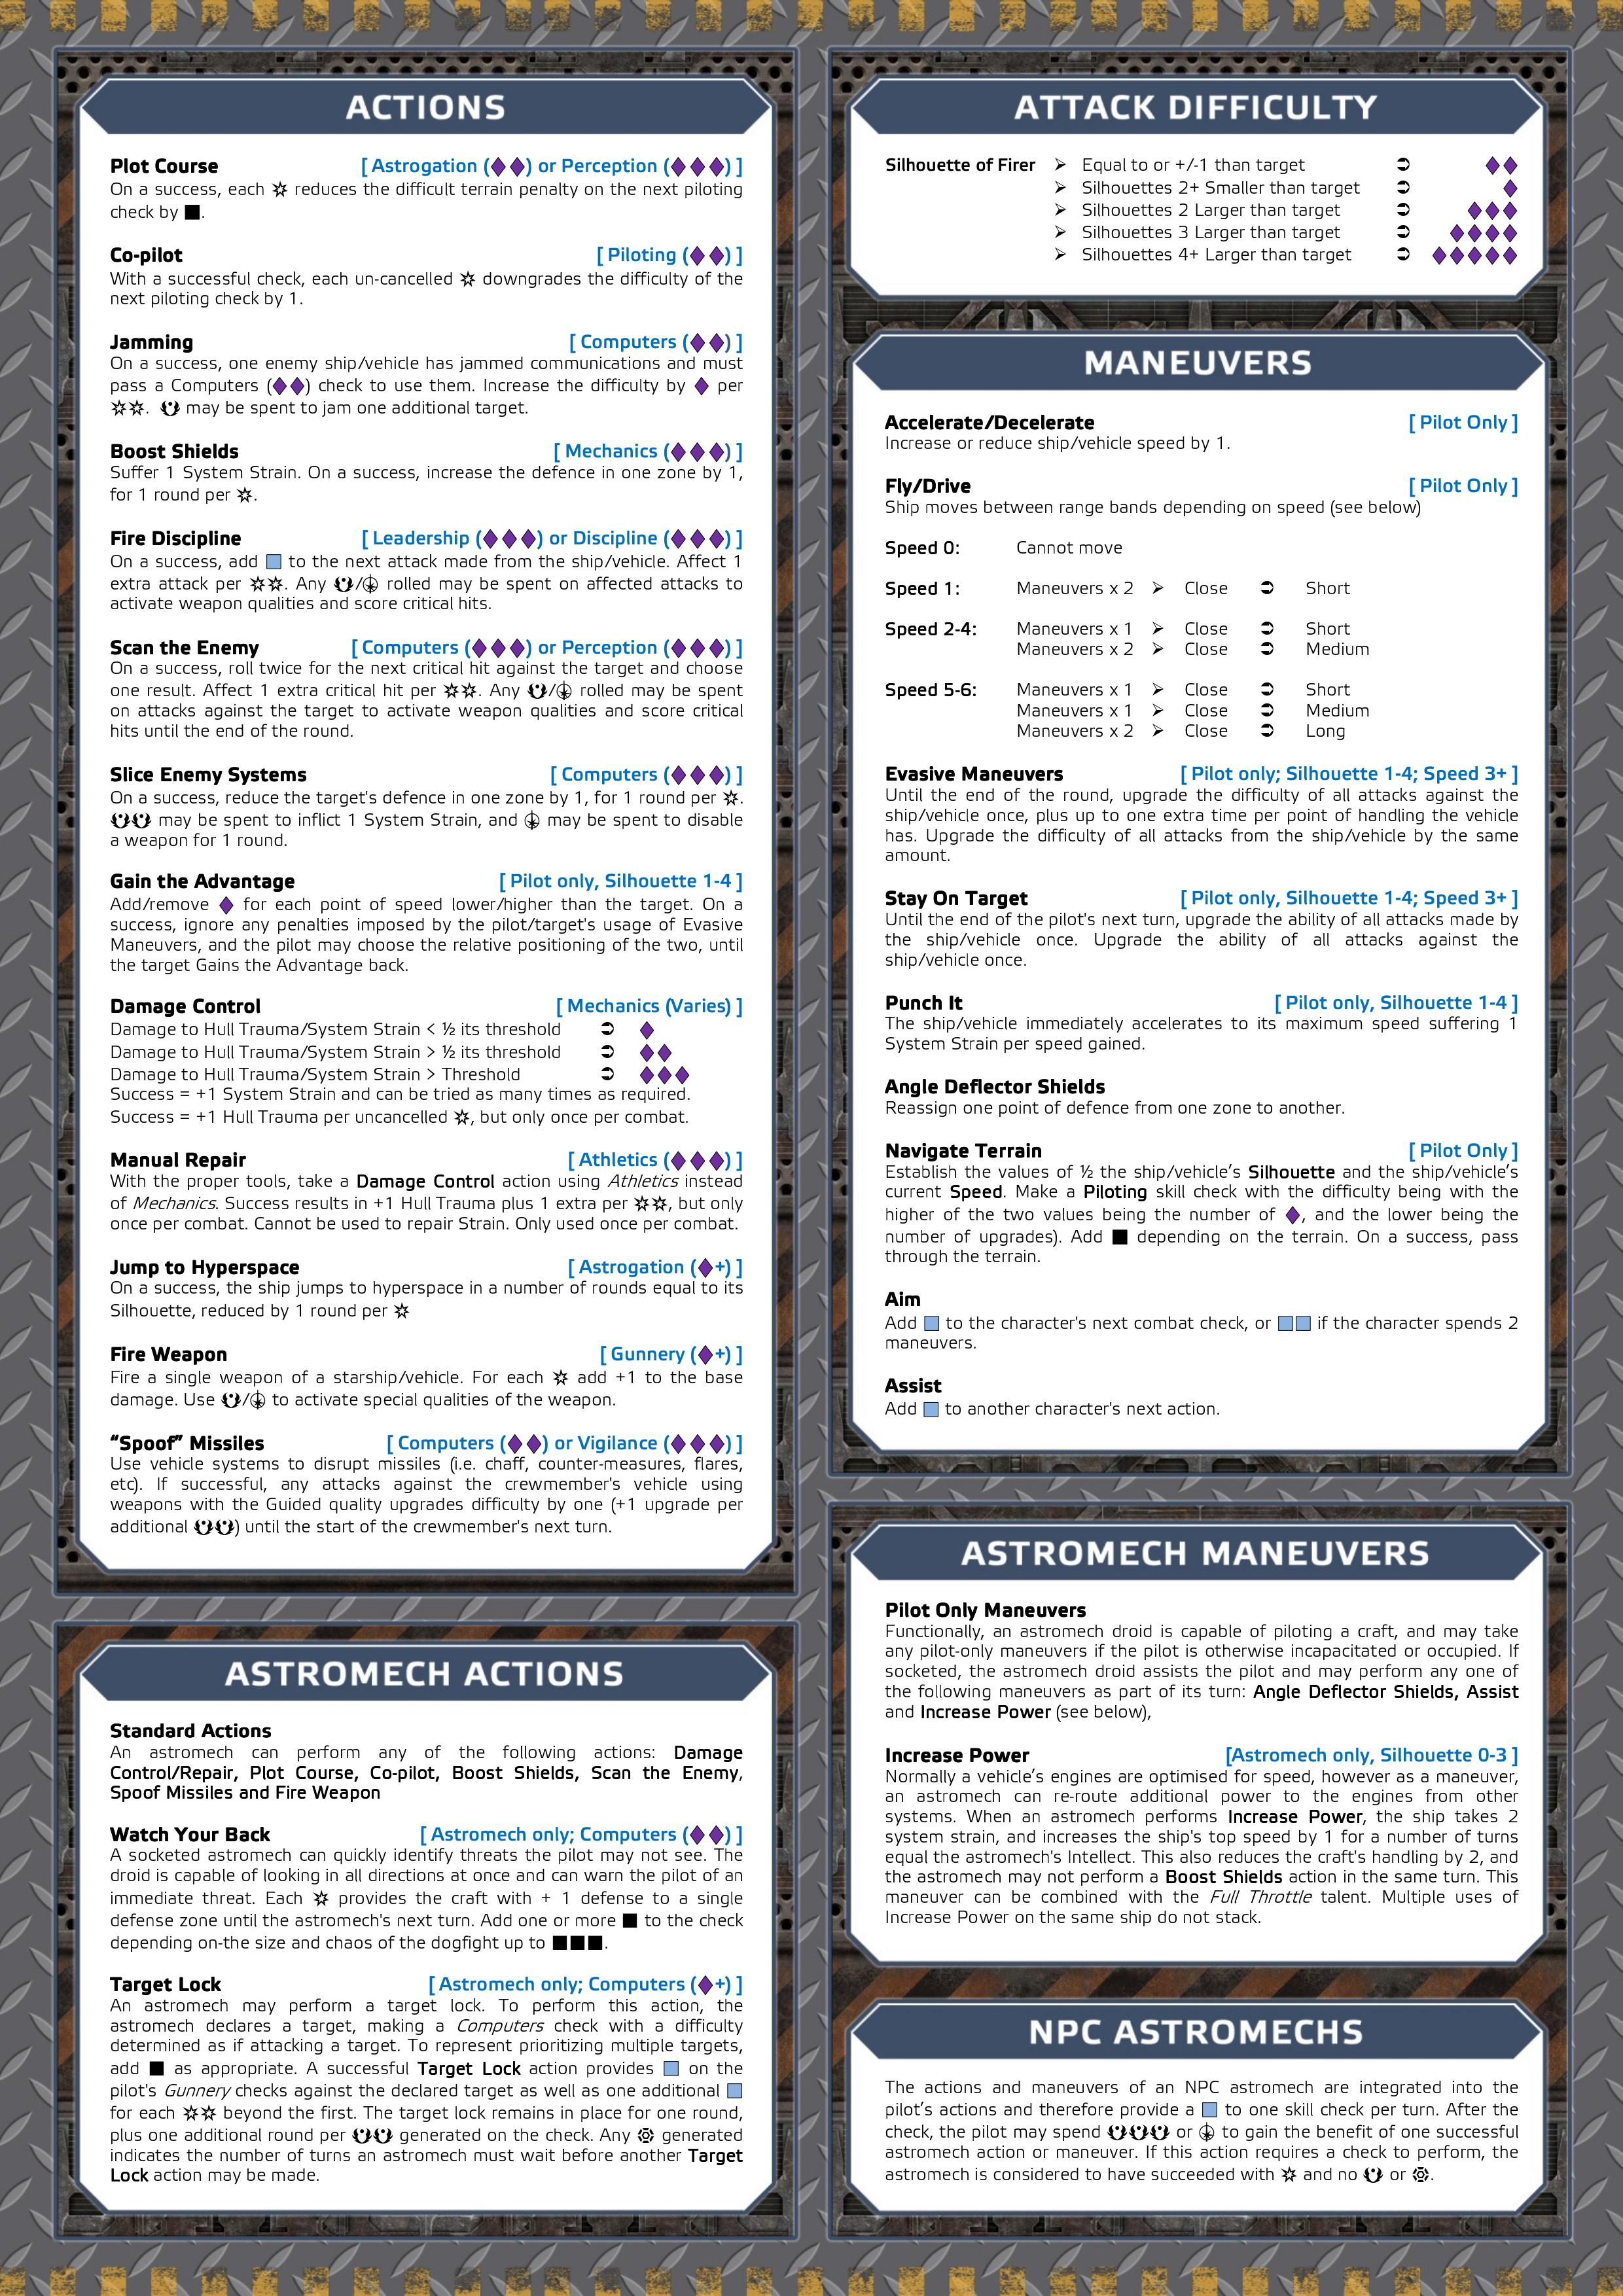 ACTIONS
Plot Course [ Astrogation (◆◆) or Perception (◆◆◆) ]
On a success, each ✡ reduces the difficult terrain penalty on the next piloting
check by ■.
Co-pilot [ Piloting (◆◆) ]
With a successful check, each un-cancelled ✡ downgrades the difficulty of the
next piloting check by 1.
Jamming [ Computers (◆◆) ]
On a success, one enemy ship/vehicle has jammed communications and must
pass a Computers (◆◆) check to use them. Increase the difficulty by ◆ per
may be spent to jam one additional target.
Boost Shields [ Mechanics (◆◆◆) ]
Suffer 1 System Strain. On a success, increase the defence in one zone by 1,
for 1 round per ✡.
Fire Discipline [ Leadership (◆◆◆) or Discipline (◆◆◆) ]
On a success, add to the next attack made from the ship/vehicle. Affect 1
extra attack per . Any / rolled may be spent on affected attacks to
activate weapon qualities and score critical hits.
Scan the Enemy [ Computers (◆◆◆) or Perception (◆◆◆) ]
On a success, roll twice for the next critical hit against the target and choose
one result. Affect 1 extra critical hit per . Any / rolled may be spent
on attacks against the target to activate weapon qualities and score critical
hits until the end of the round.
Slice Enemy Systems [ Computers (◆◆◆) ]
On a success, reduce the target's defence in one zone by 1, for 1 round per ✡.
may be spent to inflict 1 System Strain, and may be spent to disable
a weapon for 1 round.
Gain the Advantage [ Pilot only, Silhouette 1-4 ]
Add/remove ◆ for each point of speed lower/higher than the target. On a
success, ignore any penalties imposed by the pilot/target's usage of Evasive
Maneuvers, and the pilot may choose the relative positioning of the two, until
the target Gains the Advantage back.
Damage Control [ Mechanics (Varies) ]
Damage to Hull Trauma/System Strain < ½ its threshold ➲ ◆
Damage to Hull Trauma/System Strain > ½ its threshold ➲ ◆◆
Damage to Hull Trauma/System Strain > Threshold ➲ ◆◆◆
Success = +1 System Strain and can be tried as many times as required.
Success = +1 Hull Trauma per uncancelled ✡, but only once per combat.
Manual Repair [ Athletics (◆◆◆) ]
With the proper tools, take a Damage Control action using Athletics instead
of Mechanics. Success results in +1 Hull Trauma plus 1 extra per ✡✡, but only
once per combat. Cannot be used to repair Strain. Only used once per combat.
Jump to Hyperspace [ Astrogation (◆+) ]
On a success, the ship jumps to hyperspace in a number of rounds equal to its
Silhouette, reduced by 1 round per ✡
Fire Weapon [ Gunnery (◆+) ]
Fire a single weapon of a starship/vehicle. For each ✡ add +1 to the base
damage. Use / to activate special qualities of the weapon.
“Spoof” Missiles [ Computers (◆◆) or Vigilance (◆◆◆) ]
Use vehicle systems to disrupt missiles (i.e. chaff, counter-measures, flares,
etc). If successful, any attacks against the crewmember's vehicle using
weapons with the Guided quality upgrades difficulty by one (+1 upgrade per
additional ) until the start of the crewmember's next turn.
ASTROMECH ACTIONS
Standard Actions
An astromech can perform any of the following actions: Damage
Control/Repair, Plot Course, Co-pilot, Boost Shields, Scan the Enemy,
Spoof Missiles and Fire Weapon
Watch Your Back [ Astromech only; Computers (◆◆) ]
A socketed astromech can quickly identify threats the pilot may not see. The
droid is capable of looking in all directions at once and can warn the pilot of an
immediate threat. Each ✡ provides the craft with + 1 defense to a single
defense zone until the astromech's next turn. Add one or more ■ to the check
depending on-the size and chaos of the dogfight up to ■■■.
Target Lock [ Astromech only; Computers (◆+) ]
An astromech may perform a target lock. To perform this action, the
astromech declares a target, making a Computers check with a difficulty
determined as if attacking a target. To represent prioritizing multiple targets,
add ■ as appropriate. A successful Target Lock action provides on the
pilot's Gunnery checks against the declared target as well as one additional
for each ✡✡ beyond the first. The target lock remains in place for one round,
plus one additional round per generated on the check. Any generated
indicates the number of turns an astromech must wait before another Target
Lock action may be made.
ATTACK DIFFICULTY
Silhouette of Firer ➢ Equal to or +/-1 than target ➲ ◆◆
➢ Silhouettes 2+ Smaller than target ➲ ◆
➢ Silhouettes 2 Larger than target ➲ ◆◆◆
➢ Silhouettes 3 Larger than target ➲ ◆◆◆◆
➢ Silhouettes 4+ Larger than target ➲ ◆◆◆◆◆
MANEUVERS
Accelerate/Decelerate [ Pilot Only ]
Increase or reduce ship/vehicle speed by 1.
Fly/Drive [ Pilot Only ]
Ship moves between range bands depending on speed (see below)
Speed 0: Cannot move
Speed 1: Maneuvers x 2 ➢ Close ➲ Short
Speed 2-4: Maneuvers x 1 ➢ Close ➲ Short
Maneuvers x 2 ➢ Close ➲ Medium
Speed 5-6: Maneuvers x 1 ➢ Close ➲ Short
Maneuvers x 1 ➢ Close ➲ Medium
Maneuvers x 2 ➢ Close ➲ Long
Evasive Maneuvers [ Pilot only; Silhouette 1-4; Speed 3+ ]
Until the end of the round, upgrade the difficulty of all attacks against the
ship/vehicle once, plus up to one extra time per point of handling the vehicle
has. Upgrade the difficulty of all attacks from the ship/vehicle by the same
amount.
Stay On Target [ Pilot only, Silhouette 1-4; Speed 3+ ]
Until the end of the pilot's next turn, upgrade the ability of all attacks made by
the ship/vehicle once. Upgrade the ability of all attacks against the
ship/vehicle once.
Punch It [ Pilot only, Silhouette 1-4 ]
The ship/vehicle immediately accelerates to its maximum speed suffering 1
System Strain per speed gained.
Angle Deflector Shields
Reassign one point of defence from one zone to another.
Navigate Terrain [ Pilot Only ]
Establish the values of ½ the ship/vehicle’s Silhouette and the ship/vehicle’s
current Speed. Make a Piloting skill check with the difficulty being with the
higher of the two values being the number of ◆, and the lower being the
number of upgrades). Add ■ depending on the terrain. On a success, pass
through the terrain.
Aim
Add to the character's next combat check, or if the character spends 2
maneuvers.
Assist
Add to another character's next action.
ASTROMECH MANEUVERS
Pilot Only Maneuvers
Functionally, an astromech droid is capable of piloting a craft, and may take
any pilot-only maneuvers if the pilot is otherwise incapacitated or occupied. If
socketed, the astromech droid assists the pilot and may perform any one of
the following maneuvers as part of its turn: Angle Deflector Shields, Assist
and Increase Power (see below),
Increase Power [Astromech only, Silhouette 0-3 ]
Normally a vehicle’s engines are optimised for speed, however as a maneuver,
an astromech can re-route additional power to the engines from other
systems. When an astromech performs Increase Power, the ship takes 2
system strain, and increases the ship's top speed by 1 for a number of turns
equal the astromech's Intellect. This also reduces the craft's handling by 2, and
the astromech may not perform a Boost Shields action in the same turn. This
maneuver can be combined with the Full Throttle talent. Multiple uses of
Increase Power on the same ship do not stack.
NPC ASTROMECHS
The actions and maneuvers of an NPC astromech are integrated into the
pilot’s actions and therefore provide a to one skill check per turn. After the
check, the pilot may spend or to gain the benefit of one successful
astromech action or maneuver. If this action requires a check to perform, the
astromech is considered to have succeeded with ✡ and no or .